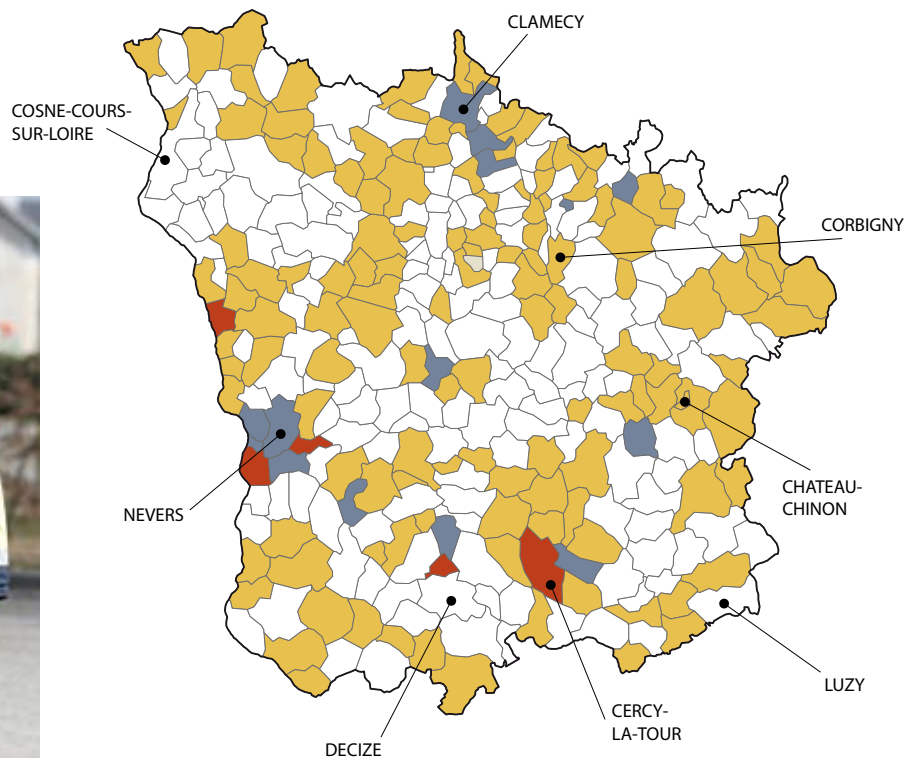 CLAMECY
COSNE-COURS-
SUR-LOIRE
CORBIGNY
CHATEAU-
CHINON
NEVERS
LUZY
CERCY-
LA-TOUR
DECIZE